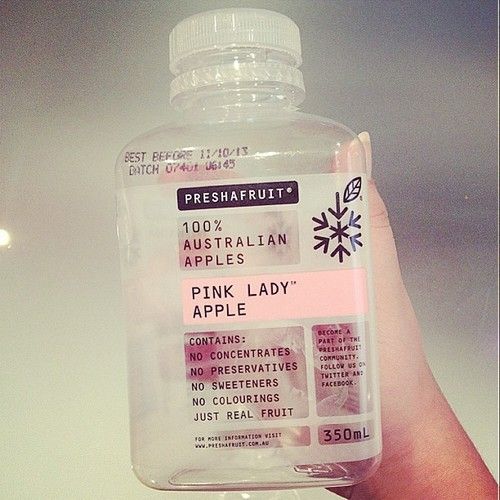 BEST BEFORE 11/10/13
BATCH 07401 06:45
PRESHAFRUIT®
100%
AUSTRALIAN
APPLES
PINK LADY™
APPLE
CONTAINS:
NO CONCENTRATES
NO PRESERVATIVES
NO SWEETENERS
NO COLOURINGS
JUST REAL FRUIT
FOR MORE INFORMATION VISIT
WWW.PRESHAFRUIT.COM.AU
BECOME A
PART OF THE
PRESHAFRUIT
COMMUNITY.
FOLLOW US ON
TWITTER AND
FACEBOOK.
350mL